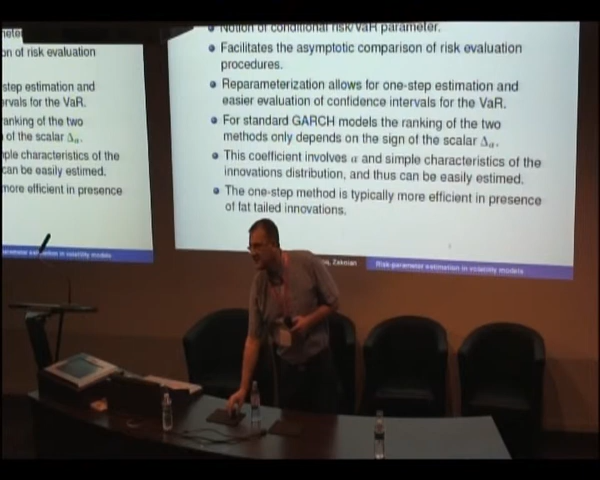 Notion of conditional risk/VaR parameter.
Facilitates the asymptotic comparison of risk evaluation
procedures.
Reparameterization allows for one-step estimation and
easier evaluation of confidence intervals for the VaR.
For standard GARCH models the ranking of the two
methods only depends on the sign of the scalar Δα.
This coefficient involves α and simple characteristics of the
innovations distribution, and thus can be easily estimed.
The one-step method is typically more efficient in presence
of fat tailed innovations.
Zakoian
Risk-parameter estimation in volatility models
on of risk evaluation
step estimation and
rvals for the VaR.
ranking of the two
of the scalar Δα.
ple characteristics of the
can be easily estimed.
more efficient in presence
estimation in volatility models